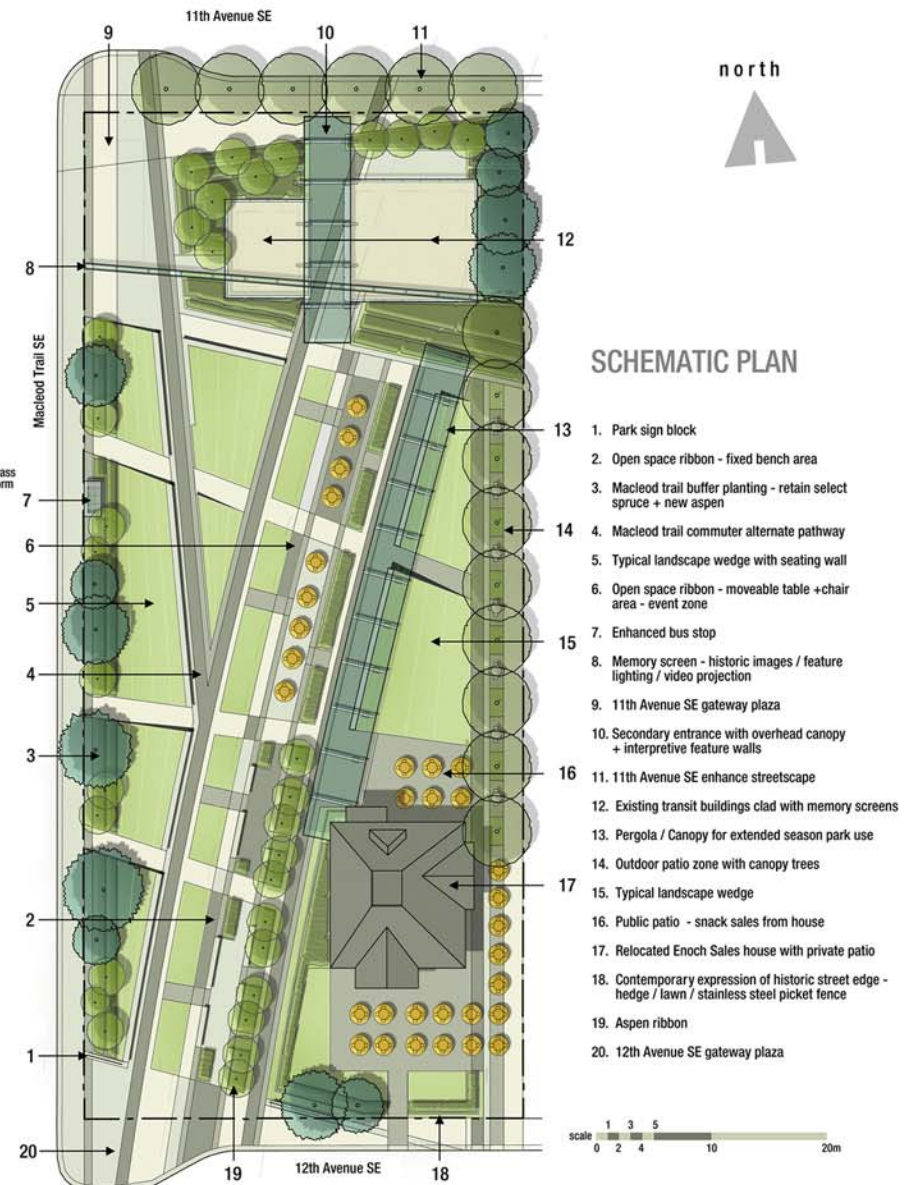 11th Avenue SE
9
10
11
north
12
8
Macleod Trail SE
SCHEMATIC PLAN
13
7
14
6
5
15
4
3
16
17
2
1
20
19
12th Avenue SE
18
1. Park sign block
2. Open space ribbon - fixed bench area
3. Macleod trail buffer planting - retain select
spruce + new aspen
4. Macleod trail commuter alternate pathway
5. Typical landscape wedge with seating wall
6. Open space ribbon - moveable table +chair
area - event zone
7. Enhanced bus stop
8. Memory screen - historic images / feature
lighting / video projection
9. 11th Avenue SE gateway plaza
10. Secondary entrance with overhead canopy
+ interpretive feature walls
11. 11th Avenue SE enhance streetscape
12. Existing transit buildings clad with memory screens
13. Pergola / Canopy for extended season park use
14. Outdoor patio zone with canopy trees
15. Typical landscape wedge
16. Public patio - snack sales from house
17. Relocated Enoch Sales house with private patio
18. Contemporary expression of historic street edge -
hedge / lawn / stainless steel picket fence
19. Aspen ribbon
20. 12th Avenue SE gateway plaza
scale
1 3 5
0 2 4 10 20m